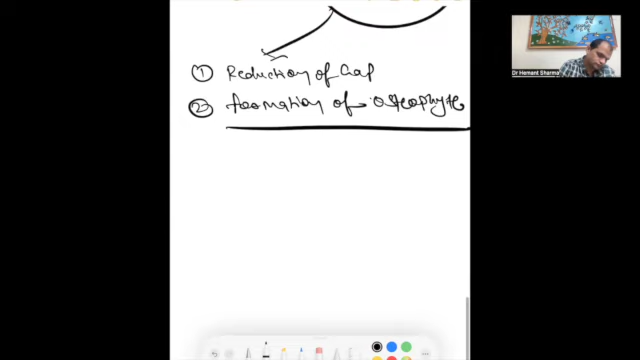 ① Reduction of Gap
② formation of osteophyte
Dr Hemant Sharma